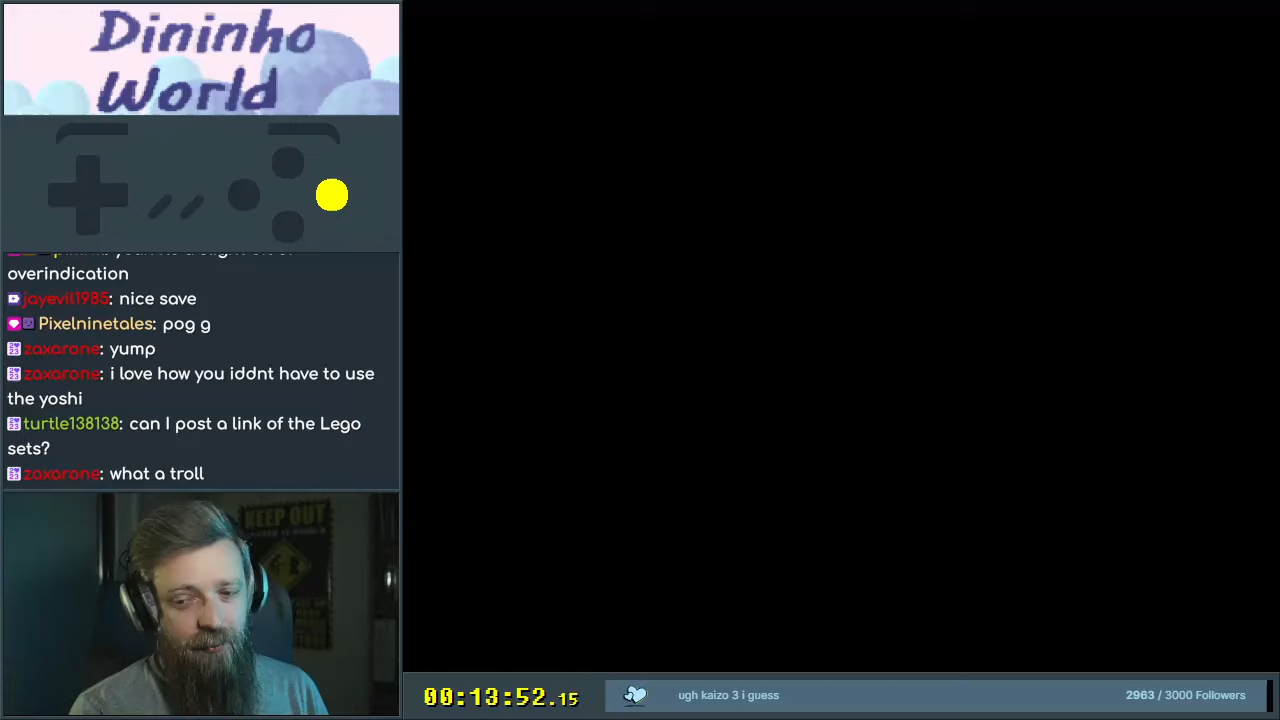 Dininho
World
overindication
jayevil1985: nice save
Pixelninetales: pog g
zaxarone: yump
zaxarone: i love how you iddnt have to use
the yoshi
turtle138138: can I post a link of the Lego
sets?
zaxarone: what a troll
KEEP OUT
00:13:52.15
ugh kaizo 3 i guess
2963 / 3000 Followers